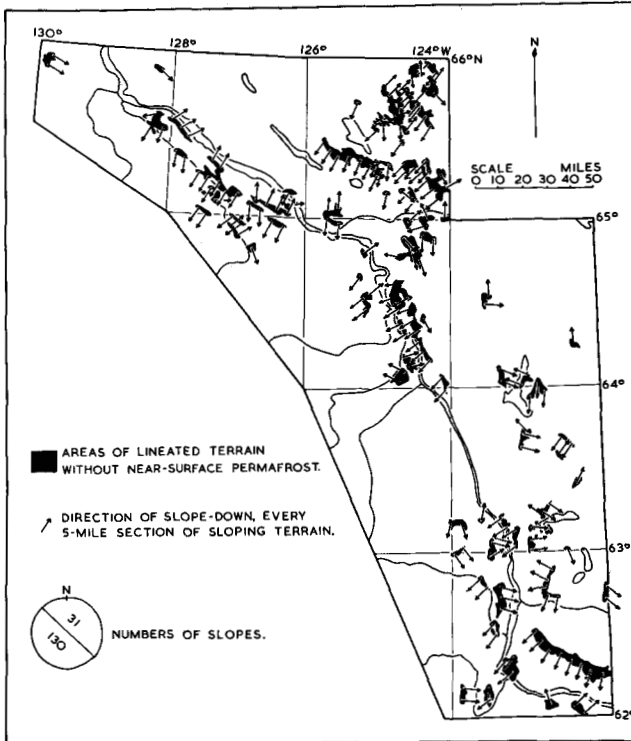 130°
128°
126°
124°W
66°N
N
SCALE MILES
0 10 20 30 40 50
65°
64°
AREAS OF LINEATED TERRAIN
WITHOUT NEAR-SURFACE PERMAFROST.
DIRECTION OF SLOPE-DOWN, EVERY
5-MILE SECTION OF SLOPING TERRAIN.
63°
N
31
130
NUMBERS OF SLOPES.
62°